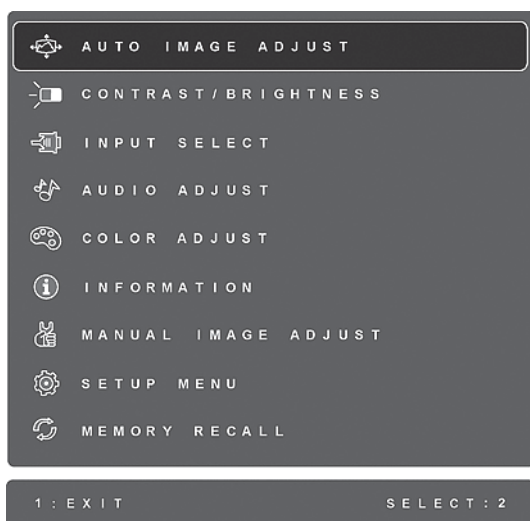 AUTO IMAGE ADJUST
CONTRAST/BRIGHTNESS
INPUT SELECT
AUDIO ADJUST
COLOR ADJUST
INFORMATION
MANUAL IMAGE ADJUST
SETUP MENU
MEMORY RECALL
1:EXIT SELECT:2